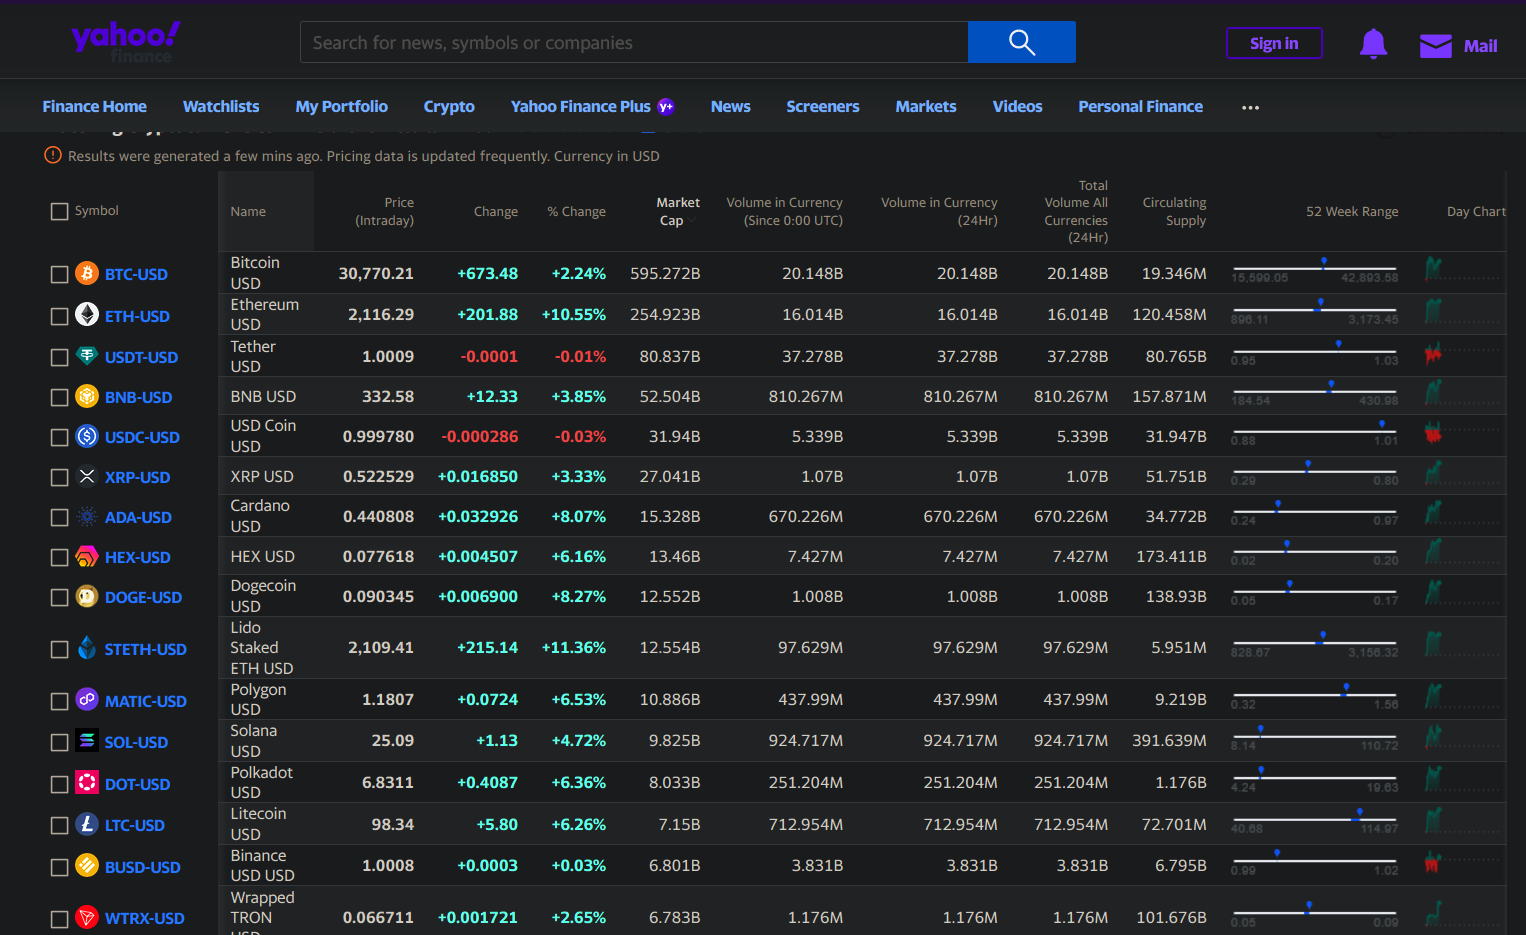 yahoo!
finance
Search for news, symbols or companies
Sign in
Mail
Finance Home Watchlists My Portfolio Crypto Yahoo Finance Plus y+ News Screeners Markets Videos Personal Finance ...
Results were generated a few mins ago. Pricing data is updated frequently. Currency in USD
Symbol Name Price (Intraday) Change % Change Market Cap Volume in Currency (Since 0:00 UTC) Volume in Currency (24Hr) Total Volume All Currencies (24Hr) Circulating Supply 52 Week Range Day Chart
BTC-USD Bitcoin USD 30,770.21 +673.48 +2.24% 595.272B 20.148B 20.148B 20.148B 19.346M 15,599.05 42,893.58
ETH-USD Ethereum USD 2,116.29 +201.88 +10.55% 254.923B 16.014B 16.014B 16.014B 120.458M 896.11 3,173.45
USDT-USD Tether USD 1.0009 -0.0001 -0.01% 80.837B 37.278B 37.278B 37.278B 80.765B 0.95 1.03
BNB-USD BNB USD 332.58 +12.33 +3.85% 52.504B 810.267M 810.267M 810.267M 157.871M 184.54 430.98
USDC-USD USD Coin USD 0.999780 -0.000286 -0.03% 31.94B 5.339B 5.339B 5.339B 31.947B 0.88 1.01
XRP-USD XRP USD 0.522529 +0.016850 +3.33% 27.041B 1.07B 1.07B 1.07B 51.751B 0.29 0.80
ADA-USD Cardano USD 0.440808 +0.032926 +8.07% 15.328B 670.226M 670.226M 670.226M 34.772B 0.24 0.97
HEX-USD HEX USD 0.077618 +0.004507 +6.16% 13.46B 7.427M 7.427M 7.427M 173.411B 0.02 0.20
DOGE-USD Dogecoin USD 0.090345 +0.006900 +8.27% 12.552B 1.008B 1.008B 1.008B 138.93B 0.05 0.17
STETH-USD Lido Staked ETH USD 2,109.41 +215.14 +11.36% 12.554B 97.629M 97.629M 97.629M 5.951M 828.67 3,156.32
MATIC-USD Polygon USD 1.1807 +0.0724 +6.53% 10.886B 437.99M 437.99M 437.99M 9.219B 0.32 1.56
SOL-USD Solana USD 25.09 +1.13 +4.72% 9.825B 924.717M 924.717M 924.717M 391.639M 8.14 110.72
DOT-USD Polkadot USD 6.8311 +0.4087 +6.36% 8.033B 251.204M 251.204M 251.204M 1.176B 4.24 19.63
LTC-USD Litecoin USD 98.34 +5.80 +6.26% 7.15B 712.954M 712.954M 712.954M 72.701M 40.68 114.97
BUSD-USD Binance USD USD 1.0008 +0.0003 +0.03% 6.801B 3.831B 3.831B 3.831B 6.795B 0.99 1.02
WTRX-USD Wrapped TRON 0.066711 +0.001721 +2.65% 6.783B 1.176M 1.176M 1.176M 101.676B 0.05 0.09